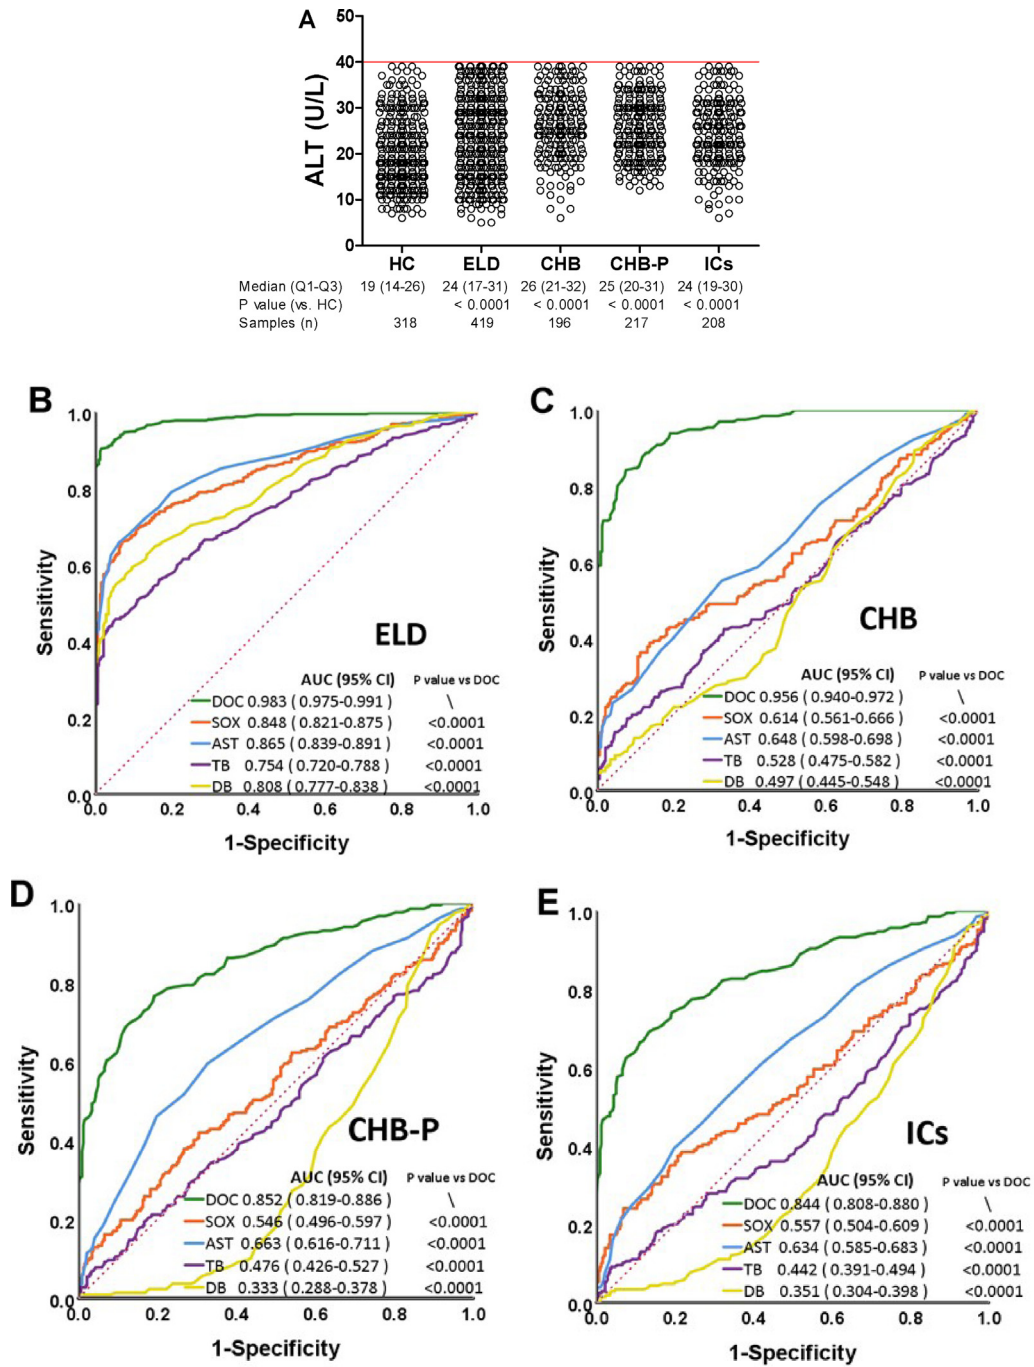 A
50
40
30
20
10
0
ALT (U/L)
HC ELD CHB CHB-P ICs
Median (Q1-Q3) 19 (14-26) 24 (17-31) 26 (21-32) 25 (20-31) 24 (19-30)
P value (vs. HC) < 0.0001 < 0.0001 < 0.0001 < 0.0001
Samples (n) 318 419 196 217 208
B
1.0
0.8
0.6
0.4
0.2
0.0
Sensitivity
ELD
AUC (95% CI) P value vs DOC
DOC 0.983 ( 0.975-0.991) \
SOX 0.848 ( 0.821-0.875) <0.0001
AST 0.865 ( 0.839-0.891) <0.0001
TB 0.754 ( 0.720-0.788) <0.0001
DB 0.808 ( 0.777-0.838) <0.0001
0.2 0.4 0.6 0.8 1.0
1-Specificity
C
1.0
0.8
0.6
0.4
0.2
0.0
Sensitivity
CHB
AUC (95% CI) P value vs DOC
DOC 0.956 ( 0.940-0.972 ) \
SOX 0.614 ( 0.561-0.666 ) <0.0001
AST 0.648 ( 0.598-0.698 ) <0.0001
TB 0.528 ( 0.475-0.582 ) <0.0001
DB 0.497 ( 0.445-0.548 ) <0.0001
0.0 0.2 0.4 0.6 0.8 1.0
1-Specificity
D
1.0
0.8
0.6
0.4
0.2
0.0
Sensitivity
CHB-P
AUC (95% CI) P value vs DOC
DOC 0.852 ( 0.819-0.886 ) \
SOX 0.546 ( 0.496-0.597 ) <0.0001
AST 0.663 ( 0.616-0.711 ) <0.0001
TB 0.476 ( 0.426-0.527 ) <0.0001
DB 0.333 ( 0.288-0.378 ) <0.0001
0.0 0.2 0.4 0.6 0.8 1.0
1-Specificity
E
1.0
0.8
0.6
0.4
0.2
0.0
Sensitivity
ICs
AUC (95% CI) P value vs DOC
DOC 0.844 ( 0.808-0.880 ) \
SOX 0.557 ( 0.504-0.609 ) <0.0001
AST 0.634 ( 0.585-0.683 ) <0.0001
TB 0.442 ( 0.391-0.494 ) <0.0001
DB 0.351 ( 0.304-0.398 ) <0.0001
0.0 0.2 0.4 0.6 0.8 1.0
1-Specificity